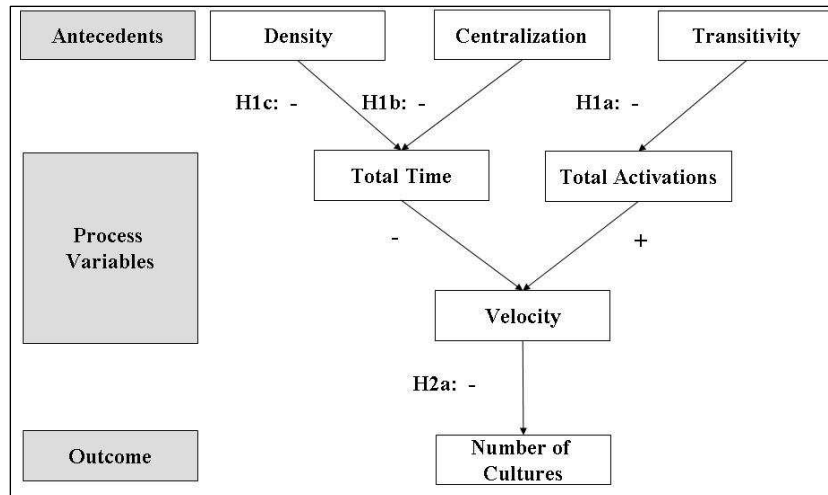 Antecedents
Density
Centralization
Transitivity
H1c: -
H1b: -
H1a: -
Process
Variables
Total Time
Total Activations
-
+
Velocity
H2a: -
Outcome
Number of
Cultures